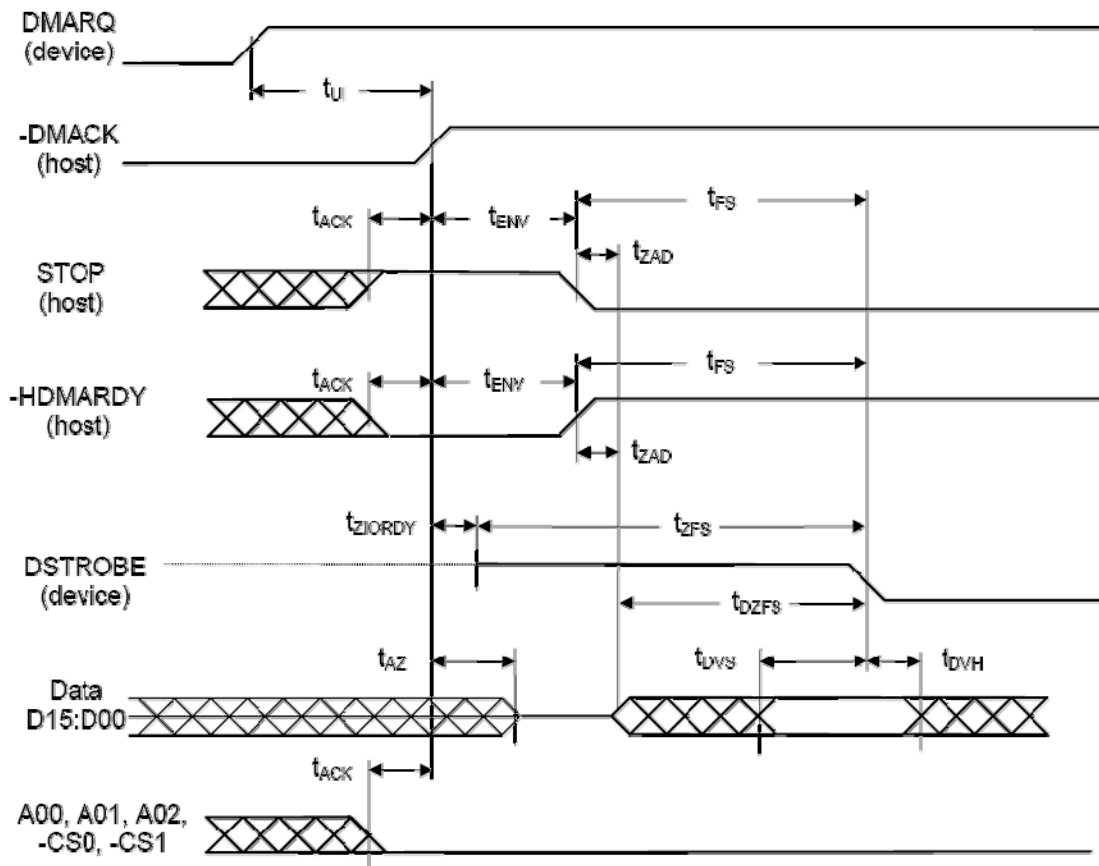 DMARQ
(device)
tUI
-DMACK
(host)
tFS
tACK
tENV
tZAD
STOP
(host)
tFS
tACK
tENV
-HDMARDY
(host)
tZAD
tZIORDY
tZFS
DSTROBE
(device)
tDZFS
tAZ
tDVS
tDVH
Data
D15:D00
tACK
A00, A01, A02,
-CS0, -CS1